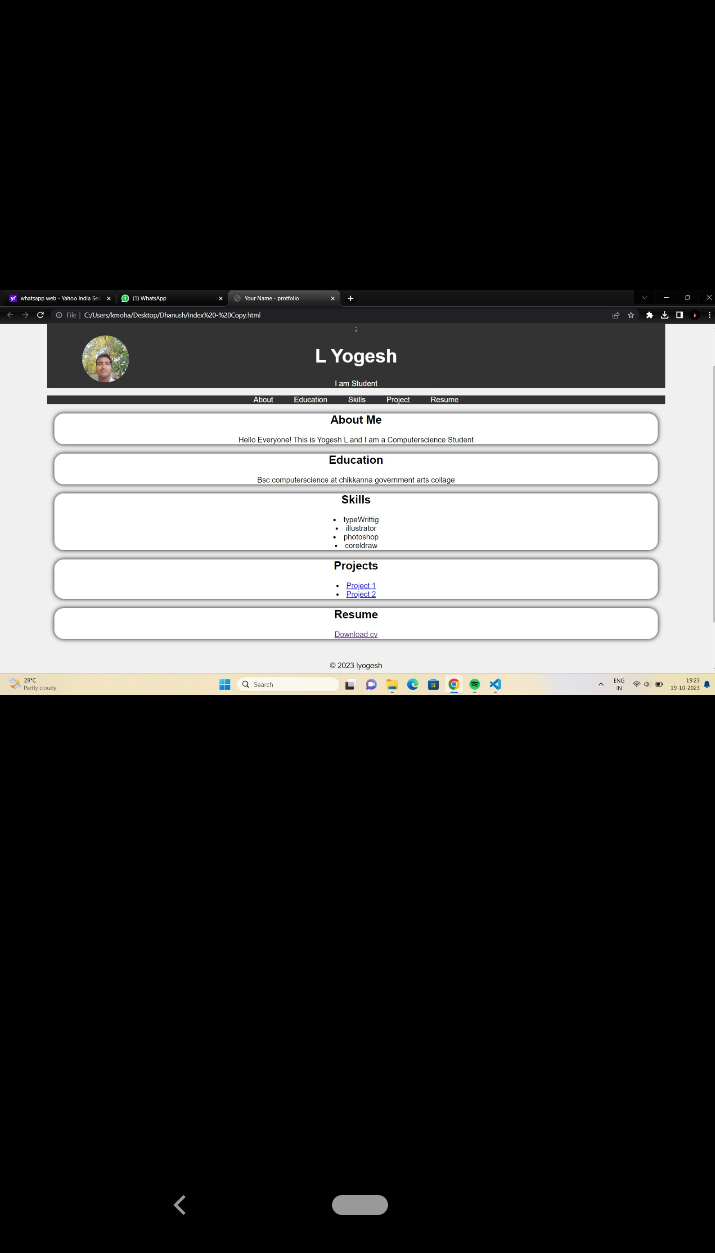 whatsapp web - Yahoo India Se
(1) WhatsApp
Your Name - protfolio
File | C:/Users/kmoha/Desktop/Dhanush/index%20-%20Copy.html
;
L Yogesh
I am Student
About Education Skills Project Resume
About Me
Hello Everyone! This is Yogesh L and I am a Computerscience Student
Education
Bsc computerscience at chikkanna government arts collage
Skills
• typeWrittig
• illustrator
• photoshop
• coreldraw
Projects
• Project 1
• Project 2
Resume
Download cv
© 2023 lyogesh
29°C
Partly cloudy
Search
ENG
IN
19:23
19-10-2023